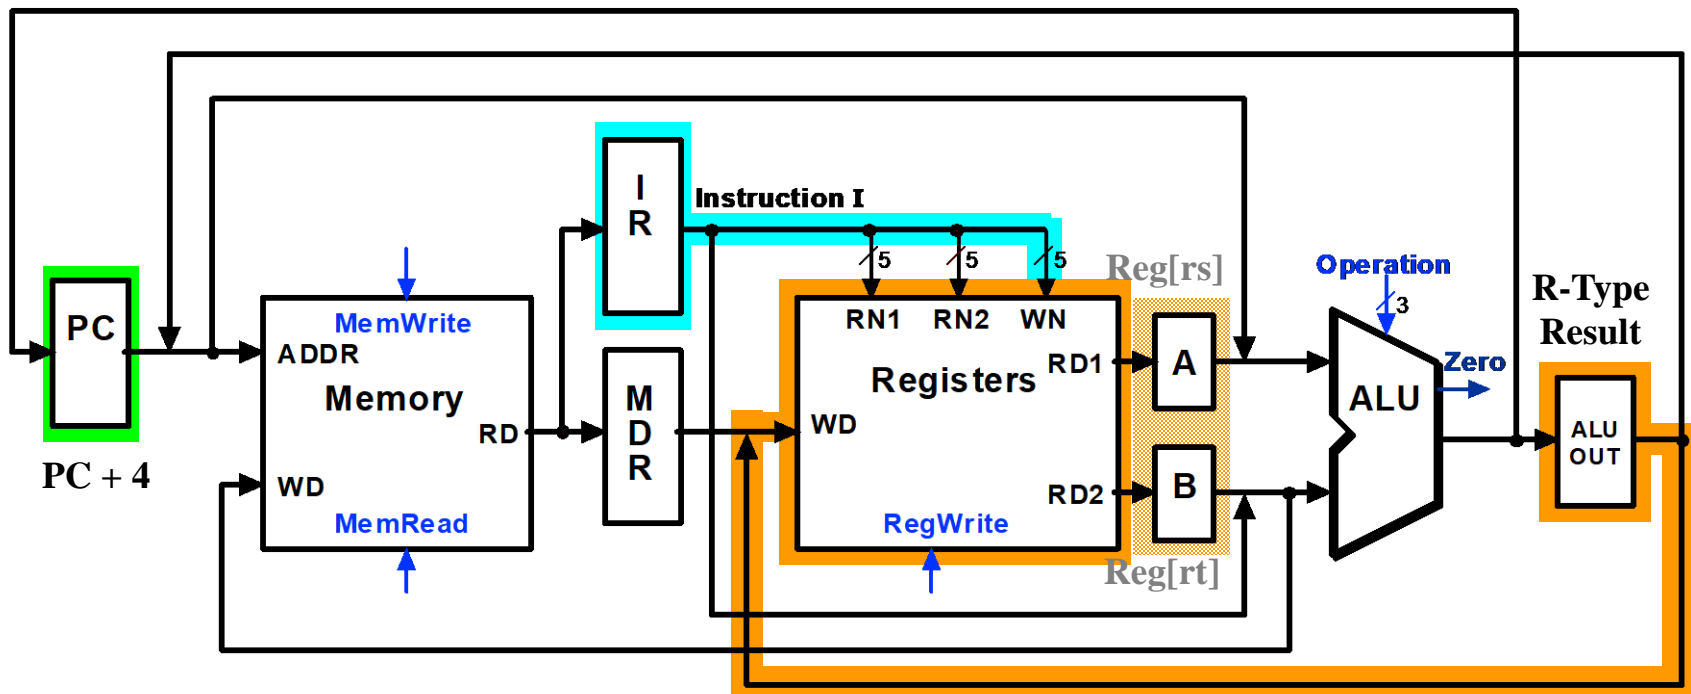 I
R
Instruction I
5
5
5
Reg[rs]
Operation
3
R-Type
Result
PC
MemWrite
ADDR
Memory
RD
WD
MemRead
PC + 4
M
D
R
RN1
RN2
WN
RD1
Registers
WD
RD2
RegWrite
A
B
Reg[rt]
Zero
ALU
ALU
OUT